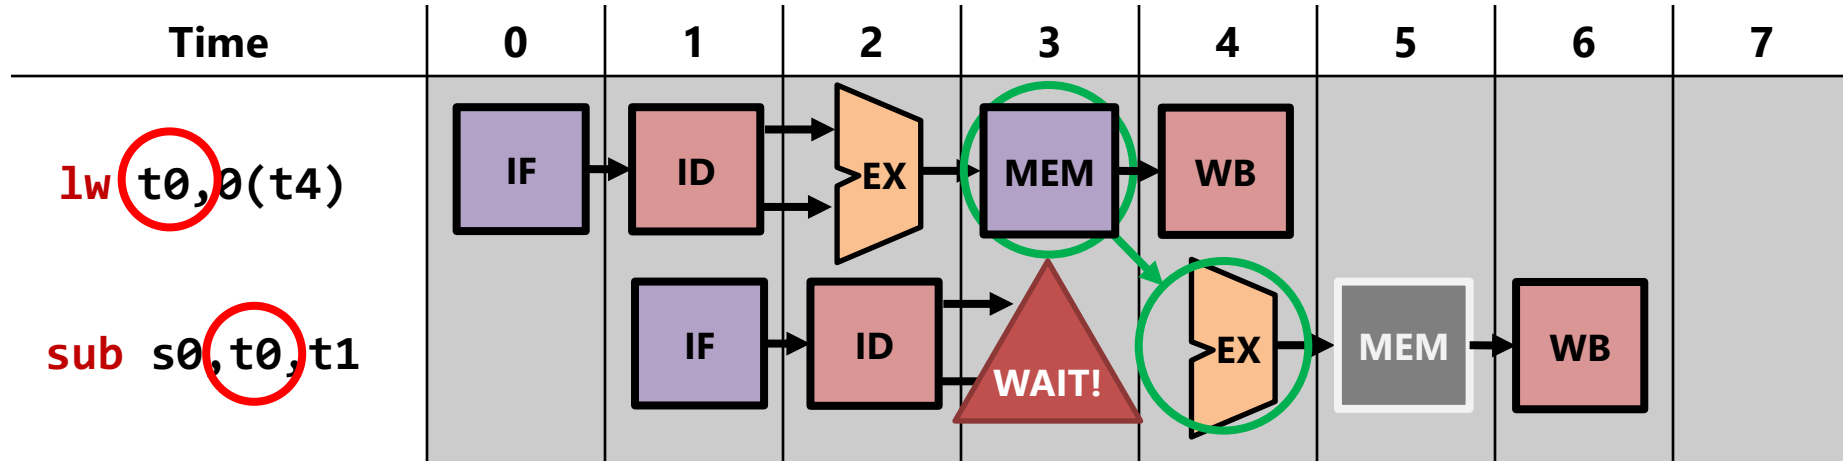 Time 0 1 2 3 4 5 6 7
lw t0,0(t4) IF ID EX MEM WB
sub s0,t0,t1 IF ID WAIT! EX MEM WB